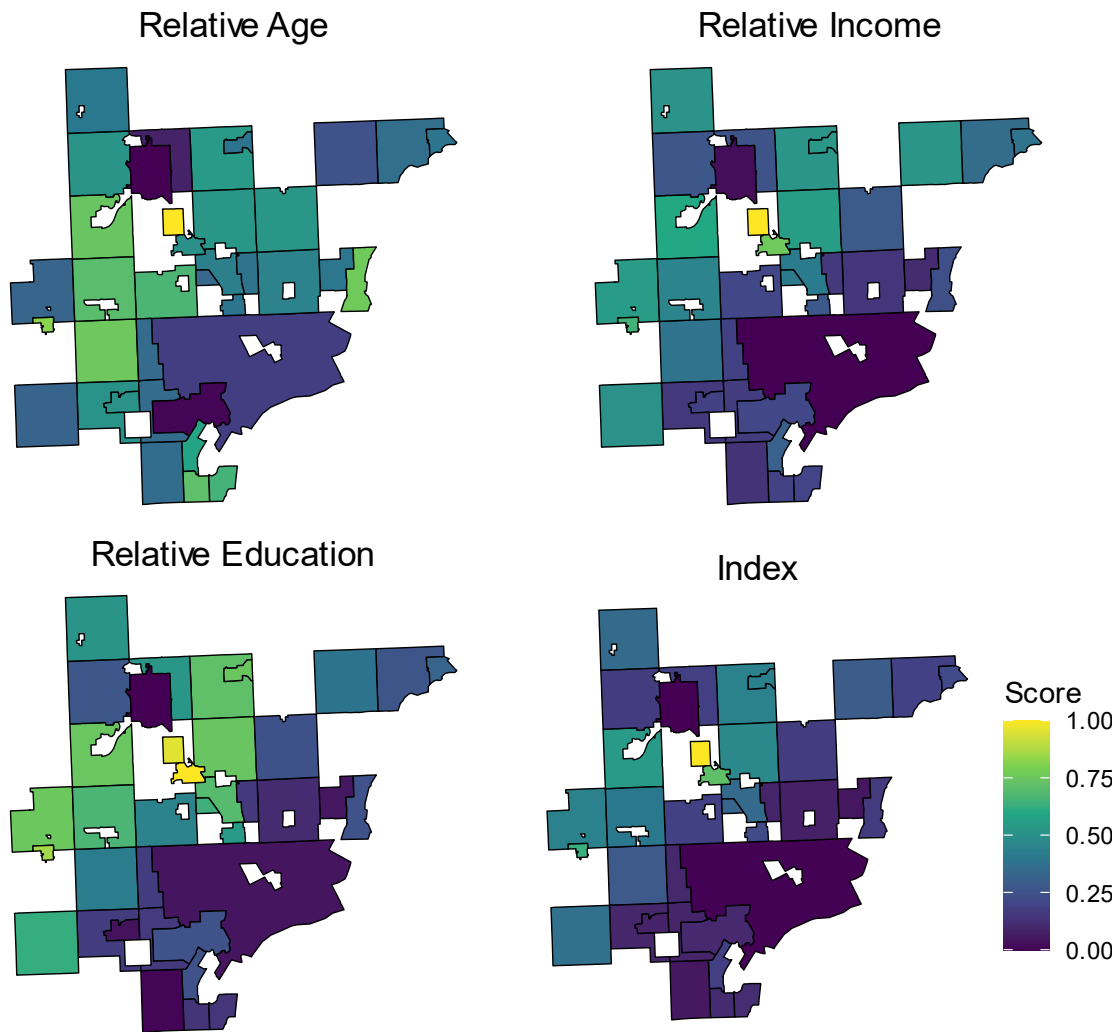 Relative Age
Relative Income
Relative Education
Index
Score
1.00
0.75
0.50
0.25
0.00